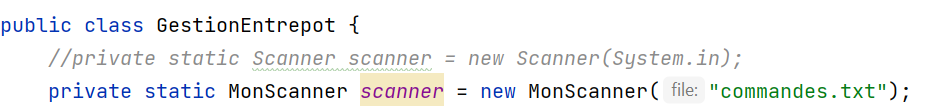 public class GestionEntrepot {
//private static Scanner scanner = new Scanner(System.in);
private static MonScanner scanner = new MonScanner( file: "commandes.txt");